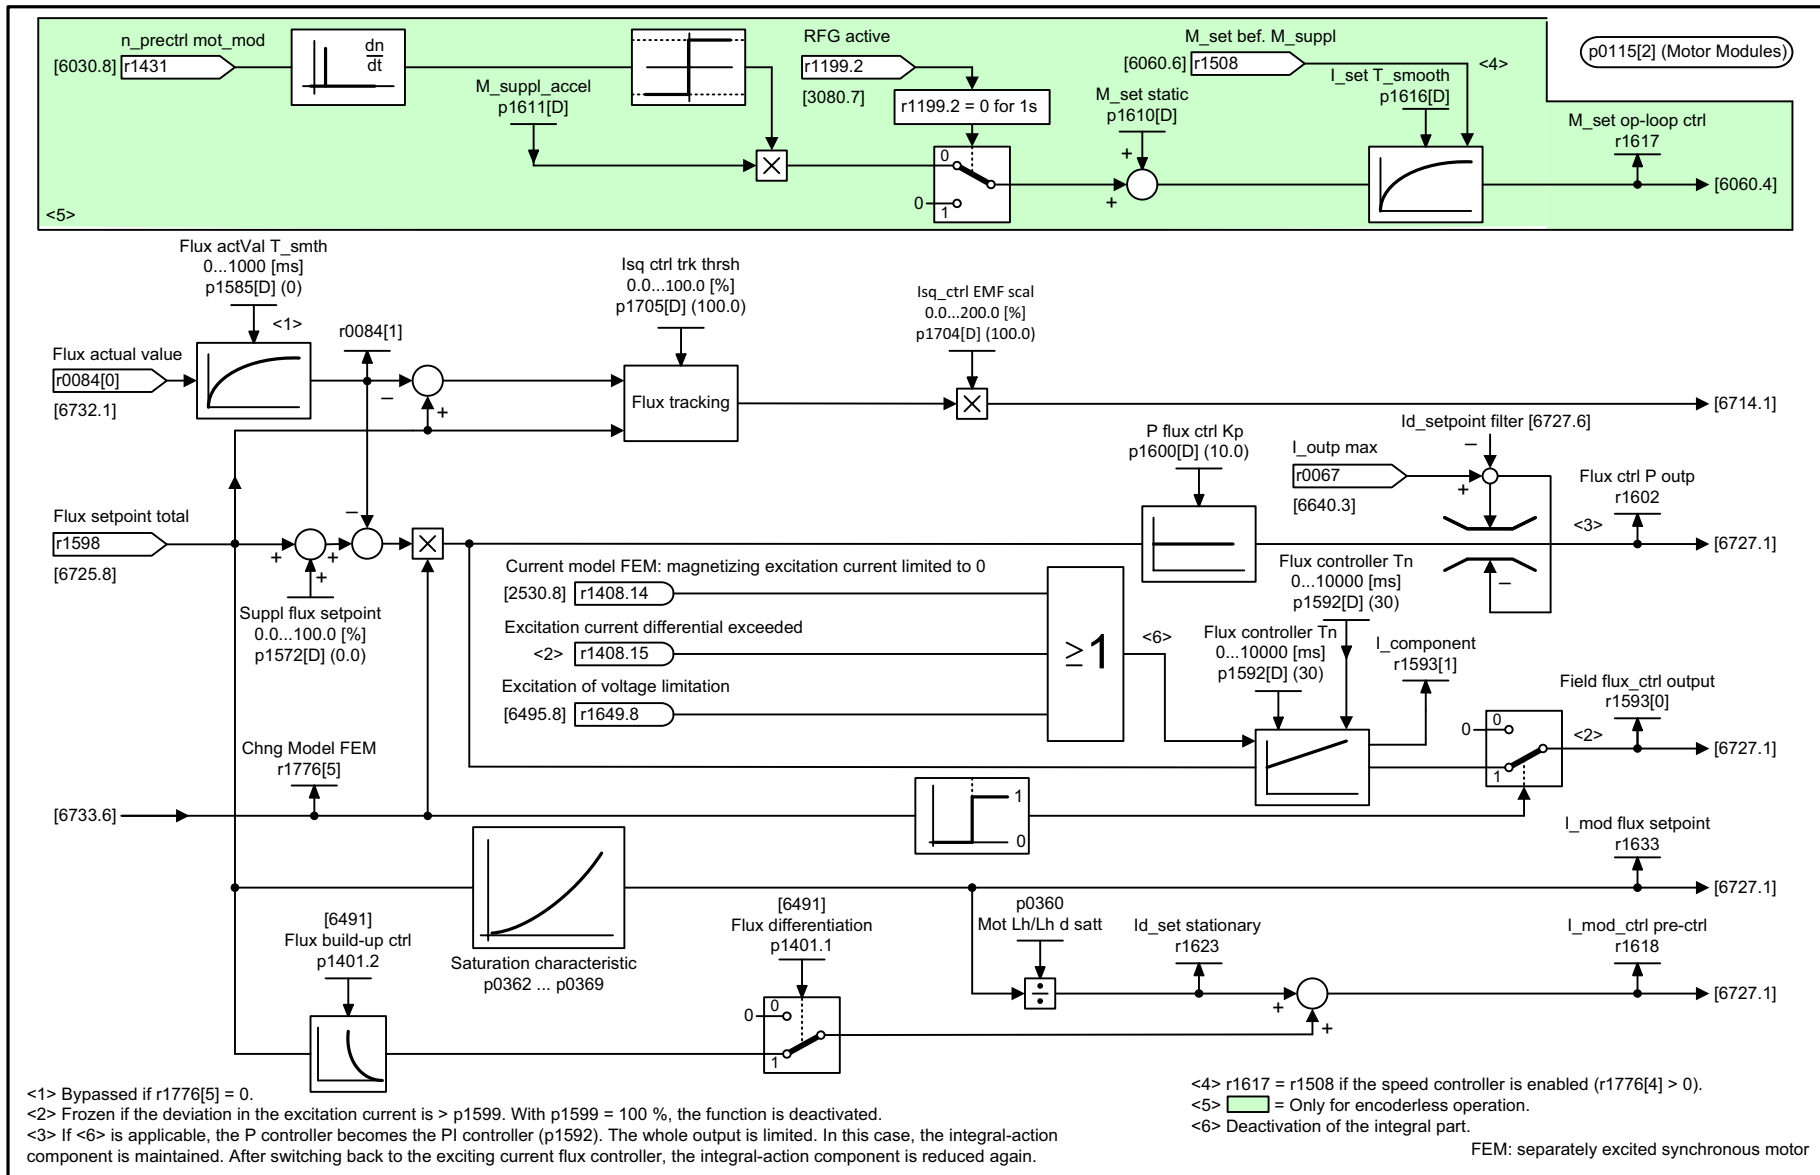 n_prectrl mot_mod
[6030.8] r1431
dn
dt
M_suppl_accel
p1611[D]
RFG active
r1199.2
[3080.7]
r1199.2 = 0 for 1s
0
0
1
M_set bef. M_suppl
[6060.6] r1508
<4>
M_set static
p1610[D]
+
+
I_set T_smooth
p1616[D]
p0115[2] (Motor Modules)
M_set op-loop ctrl
r1617
[6060.4]
<5>
Flux actVal T_smth
0...1000 [ms]
p1585[D] (0)
<1>
r0084[1]
Flux actual value
r0084[0]
[6732.1]
−
+
Isq ctrl trk thrsh
0.0...100.0 [%]
p1705[D] (100.0)
Flux tracking
Isq_ctrl EMF scal
0.0...200.0 [%]
p1704[D] (100.0)
[6714.1]
P flux ctrl Kp
p1600[D] (10.0)
Id_setpoint filter [6727.6]
−
I_outp max
r0067
+
[6640.3]
−
Flux ctrl P outp
r1602
<3>
[6727.1]
Flux setpoint total
r1598
[6725.8]
+
+
+
−
Suppl flux setpoint
0.0...100.0 [%]
p1572[D] (0.0)
Current model FEM: magnetizing excitation current limited to 0
[2530.8] r1408.14
Excitation current differential exceeded
<2> r1408.15
Excitation of voltage limitation
[6495.8] r1649.8
≥1
<6>
Flux controller Tn
0...10000 [ms]
p1592[D] (30)
Flux controller Tn
0...10000 [ms]
p1592[D] (30)
I_component
r1593[1]
Field flux_ctrl output
r1593[0]
0
0
1
<2>
[6727.1]
Chng Model FEM
r1776[5]
[6733.6]
1
0
I_mod flux setpoint
r1633
[6727.1]
Saturation characteristic
p0362 ... p0369
[6491]
Flux build-up ctrl
p1401.2
[6491]
Flux differentiation
p1401.1
0
0
1
p0360
Mot Lh/Lh d satt
÷
Id_set stationary
r1623
+
+
I_mod_ctrl pre-ctrl
r1618
[6727.1]
<1> Bypassed if r1776[5] = 0.
<2> Frozen if the deviation in the excitation current is > p1599. With p1599 = 100 %, the function is deactivated.
<3> If <6> is applicable, the P controller becomes the PI controller (p1592). The whole output is limited. In this case, the integral-action
component is maintained. After switching back to the exciting current flux controller, the integral-action component is reduced again.
<4> r1617 = r1508 if the speed controller is enabled (r1776[4] > 0).
<5> = Only for encoderless operation.
<6> Deactivation of the integral part.
FEM: separately excited synchronous motor